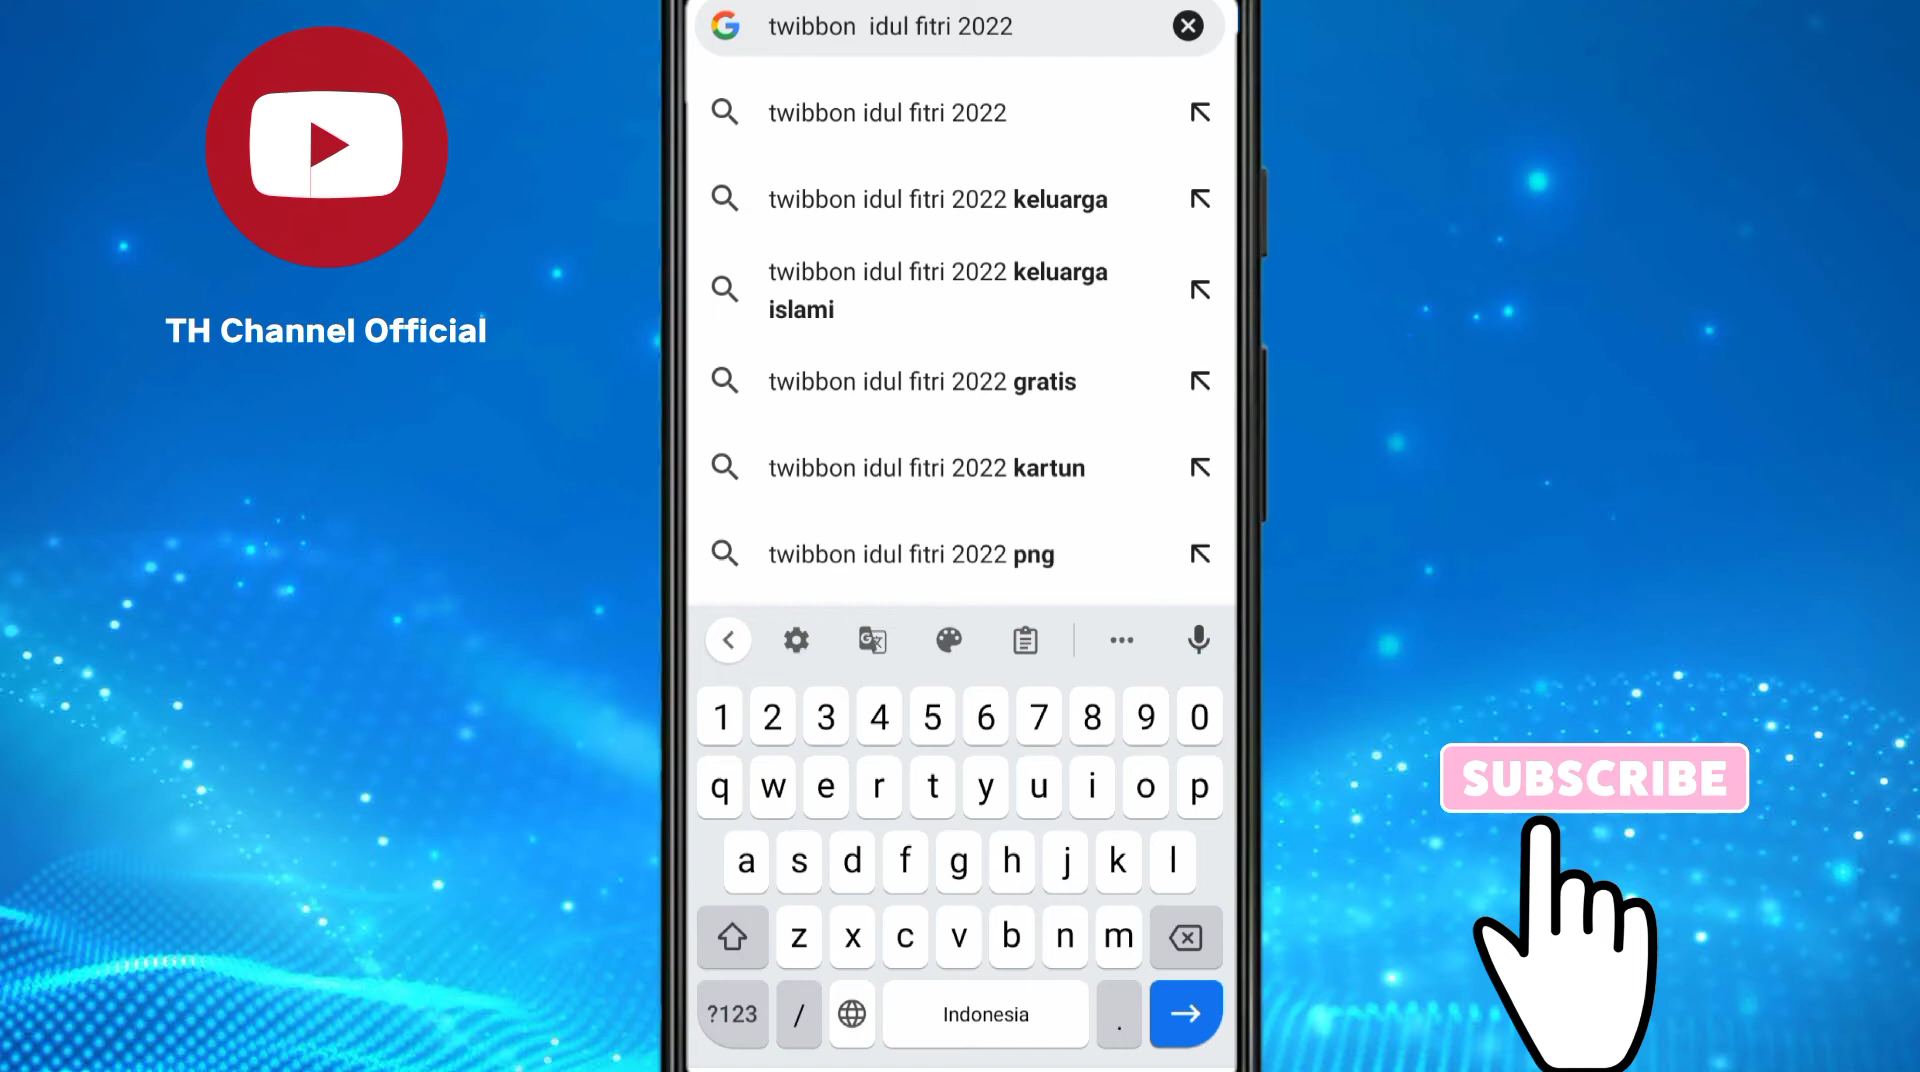 twibbon  idul fitri 2022
twibbon idul fitri 2022
twibbon idul fitri 2022 keluarga
twibbon idul fitri 2022 keluarga
islami
twibbon idul fitri 2022 gratis
twibbon idul fitri 2022 kartun
twibbon idul fitri 2022 png
TH Channel Official
SUBSCRIBE
1 2 3 4 5 6 7 8 9 0
q w e r t y u i o p
a s d f g h j k l
z x c v b n m
?123 / Indonesia .